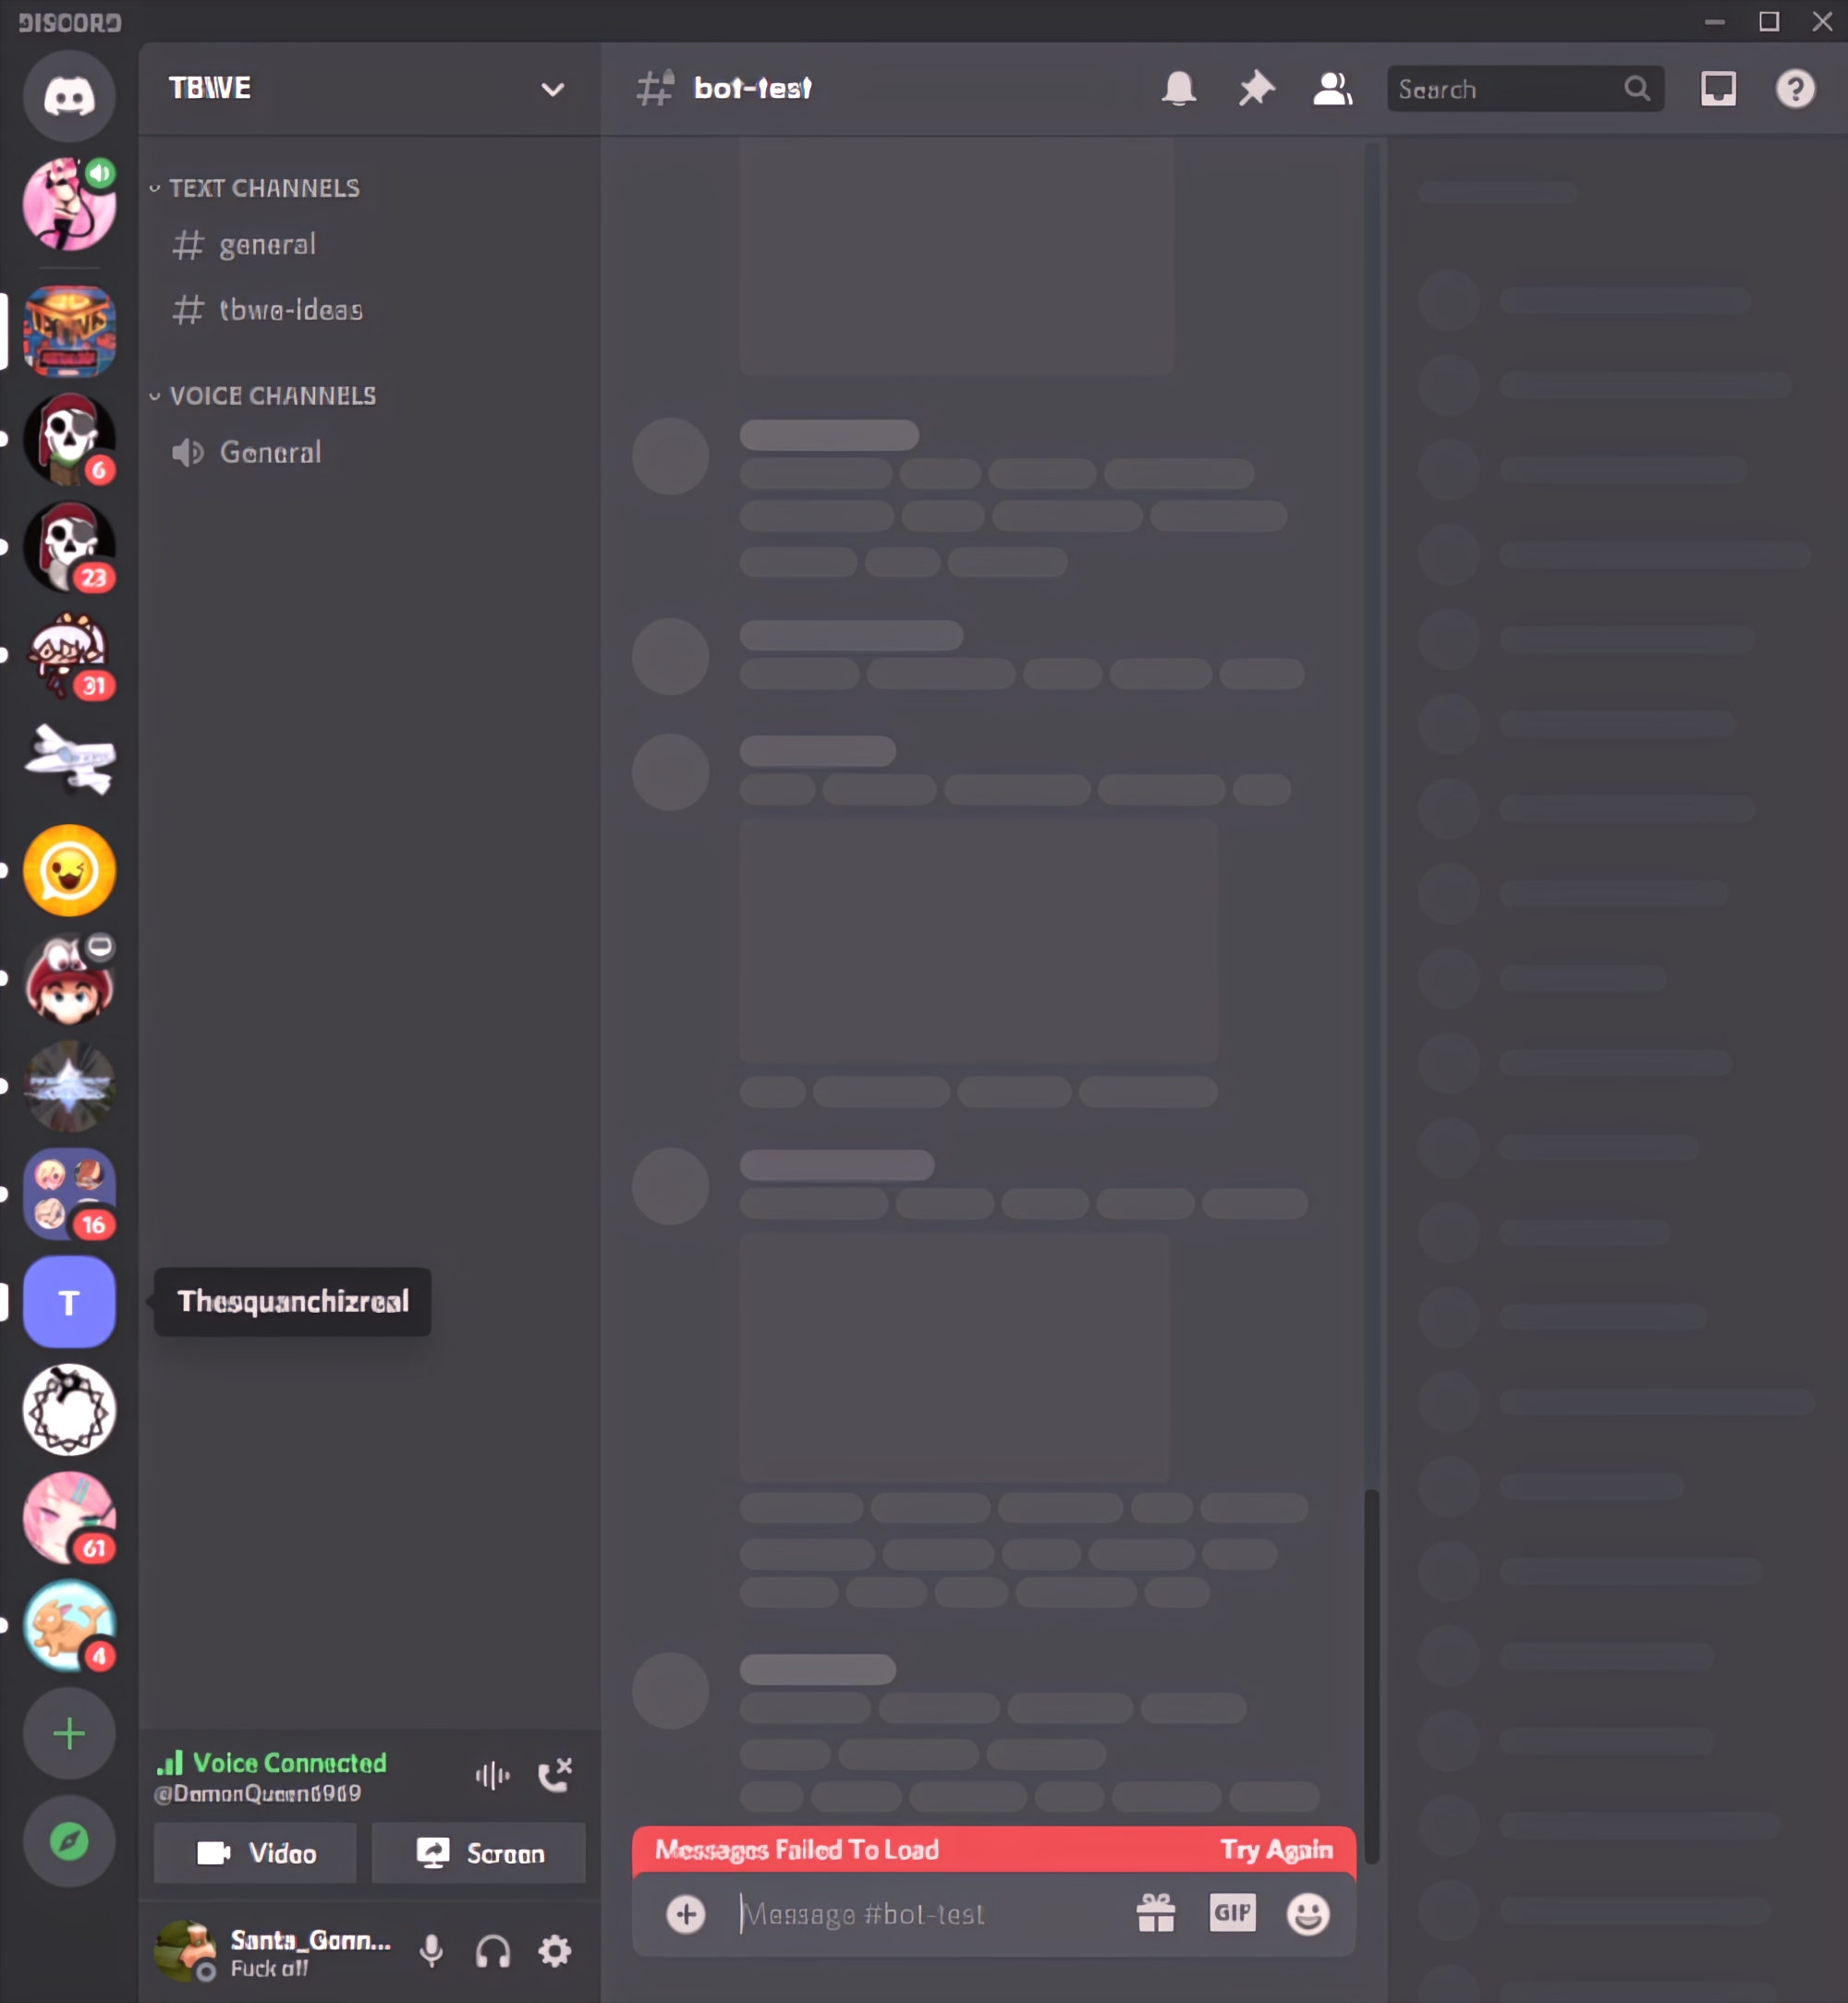 DISCORD
TBWE
bot-test
Search
TEXT CHANNELS
general
tbwe-ideas
VOICE CHANNELS
General
6
23
31
16
T
Thesquanchizreal
61
4
Voice Connected
@DemonQueen6969
Video
Screen
Messages Failed To Load
Try Again
Message #bot-test
GIF
Santa_Gonn...
Fuck all